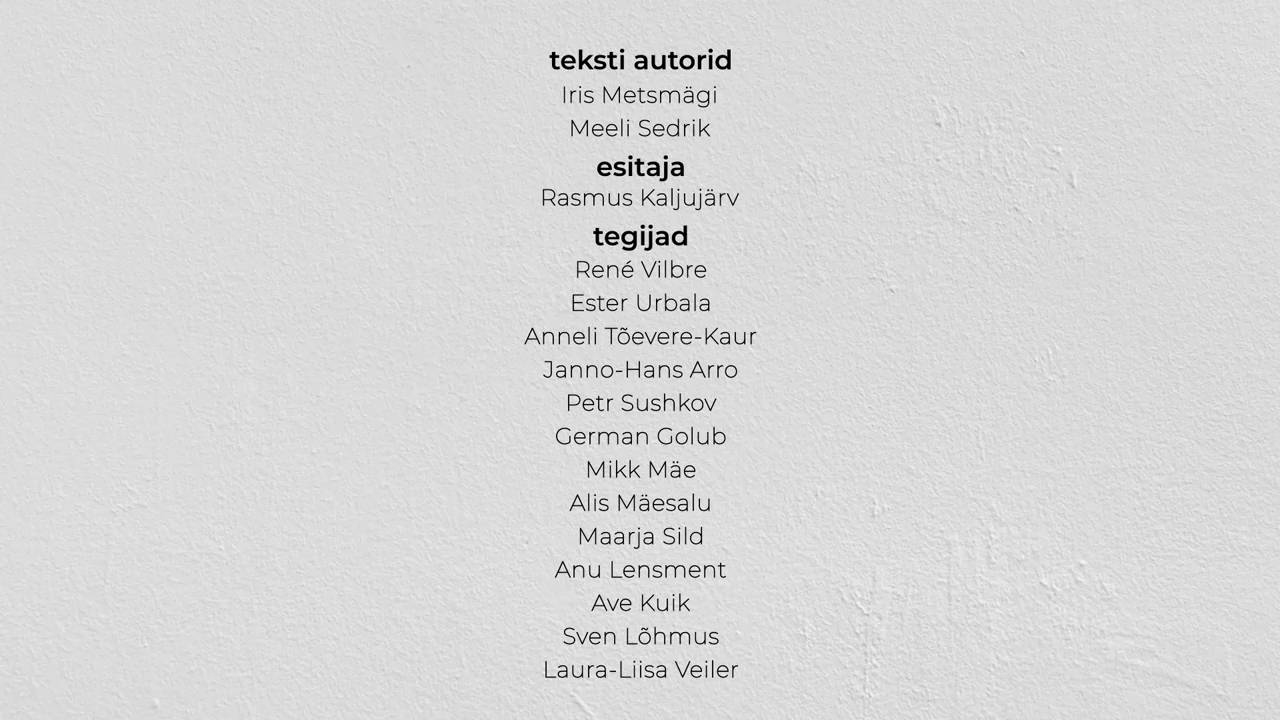 teksti autorid
Iris Metsmägi
Meeli Sedrik
esitaja
Rasmus Kaljujärv
tegijad
René Vilbre
Ester Urbala
Anneli Tõevere-Kaur
Janno-Hans Arro
Petr Sushkov
German Golub
Mikk Mäe
Alis Mäesalu
Maarja Sild
Anu Lensment
Ave Kuik
Sven Lõhmus
Laura-Liisa Veiler